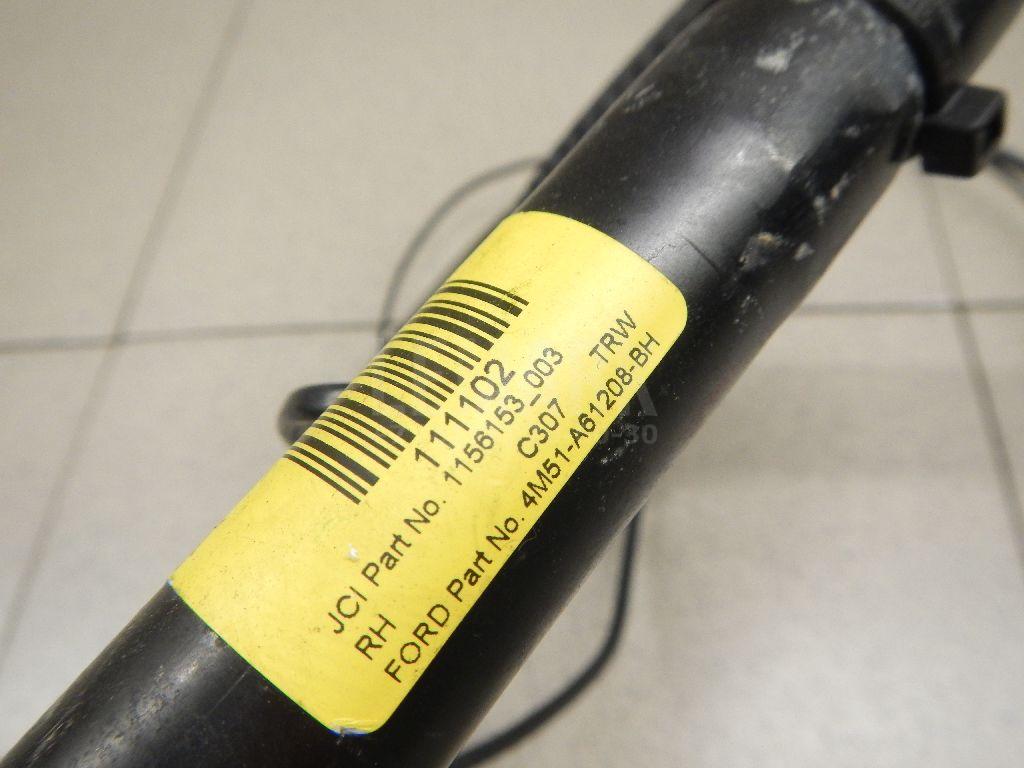 111102
JCI Part No. 1156153_003
RH C307 TRW
FORD Part No. 4M51-A61208-BH